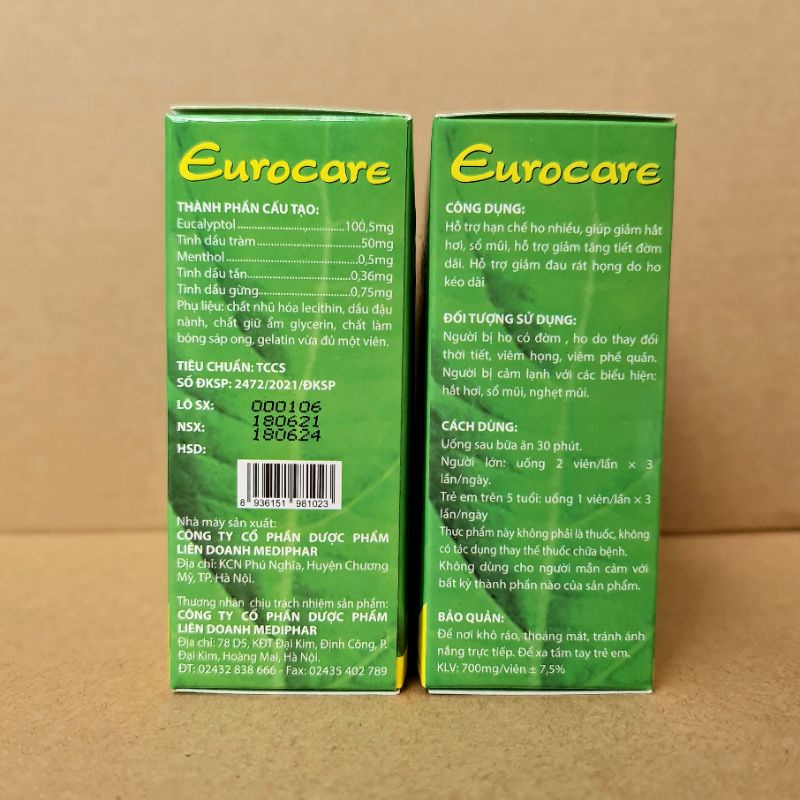 Eurocare
THÀNH PHẦN CẤU TẠO:
Eucalyptol.............................100,5mg
Tinh dầu tràm.............................50mg
Menthol.............................0,5mg
Tinh dầu tần.............................0,36mg
Tinh dầu gừng.............................0,75mg
Phụ liệu: chất nhũ hóa lecithin, dầu đậu
nành, chất giữ ẩm glycerin, chất làm
bóng sáp ong, gelatin vừa đủ một viên.
TIÊU CHUẨN: TCCS
SỐ ĐKSP: 2472/2021/ĐKSP
LÔ SX: 000106
NSX: 180621
180624
HSD:
8 936151 981023
Nhà máy sản xuất:
CÔNG TY CỔ PHẦN DƯỢC PHẨM
LIÊN DOANH MEDIPHAR
Địa chỉ: KCN Phú Nghĩa, Huyện Chương
Mỹ, TP. Hà Nội.
Thương nhân chịu trách nhiệm sản phẩm:
CÔNG TY CỔ PHẦN DƯỢC PHẨM
LIÊN DOANH MEDIPHAR
Địa chỉ: 78 D5, KĐT Đại Kim, Định Công, P.
Đại Kim, Hoàng Mai, Hà Nội.
ĐT: 02432 838 666 - Fax: 02435 402 789
Eurocare
CÔNG DỤNG:
Hỗ trợ hạn chế ho nhiều, giúp giảm hắt
hơi, sổ mũi, hỗ trợ giảm tăng tiết đờm
dãi. Hỗ trợ giảm đau rát họng do ho
kéo dài
ĐỐI TƯỢNG SỬ DỤNG:
Người bị ho có đờm , ho do thay đổi
thời tiết, viêm họng, viêm phế quản.
Người bị cảm lạnh với các biểu hiện:
hắt hơi, sổ mũi, nghẹt mũi.
CÁCH DÙNG:
Uống sau bữa ăn 30 phút.
Người lớn: uống 2 viên/lần × 3
lần/ngày.
Trẻ em trên 5 tuổi: uống 1 viên/lần × 3
lần/ngày
Thực phẩm này không phải là thuốc, không
có tác dụng thay thế thuốc chữa bệnh.
Không dùng cho người mẫn cảm với
bất kỳ thành phần nào của sản phẩm.
BẢO QUẢN:
Để nơi khô ráo, thoáng mát, tránh ánh
nắng trực tiếp. Để xa tầm tay trẻ em.
KLV: 700mg/viên ± 7,5%